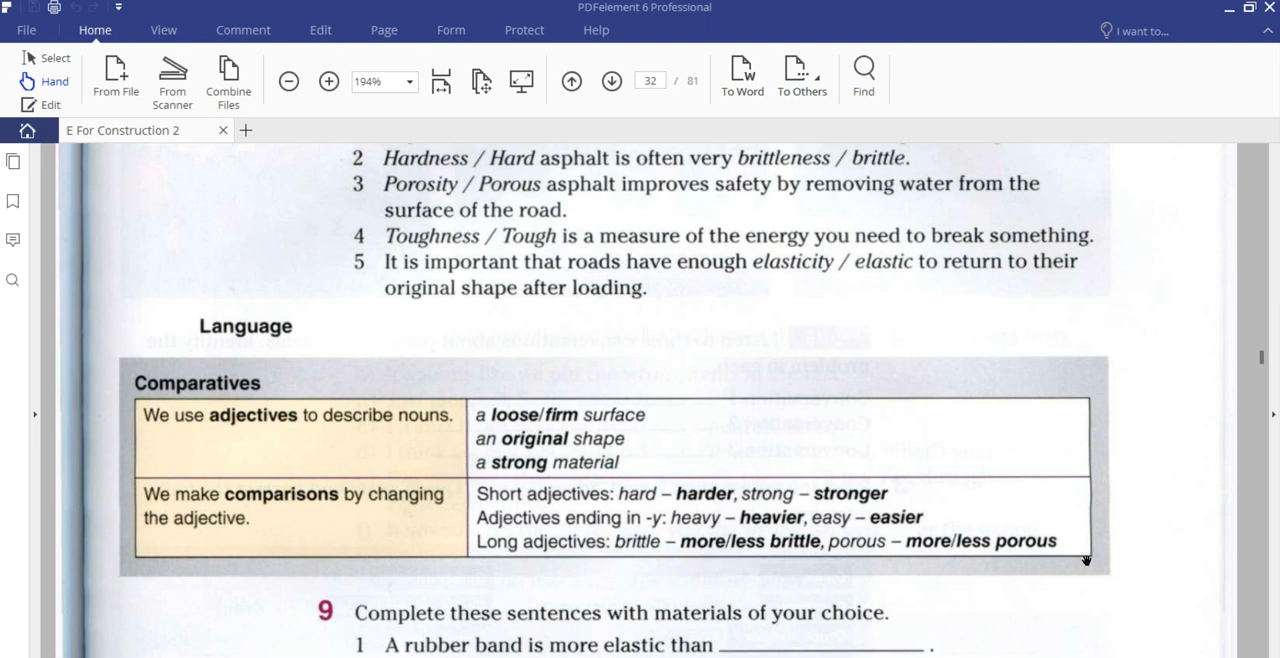 PDFelement 6 Professional
File Home View Comment Edit Page Form Protect Help I want to...
Select
Hand
Edit
From File
From Scanner
Combine Files
194%
32 / 81
To Word
To Others
Find
E For Construction 2
2 Hardness / Hard asphalt is often very brittleness / brittle.
3 Porosity / Porous asphalt improves safety by removing water from the
surface of the road.
4 Toughness / Tough is a measure of the energy you need to break something.
5 It is important that roads have enough elasticity / elastic to return to their
original shape after loading.
Language
Comparatives
We use adjectives to describe nouns.
a loose/firm surface
an original shape
a strong material
We make comparisons by changing
the adjective.
Short adjectives: hard – harder, strong – stronger
Adjectives ending in -y: heavy – heavier, easy – easier
Long adjectives: brittle – more/less brittle, porous – more/less porous
9 Complete these sentences with materials of your choice.
1 A rubber band is more elastic than ____________________ .